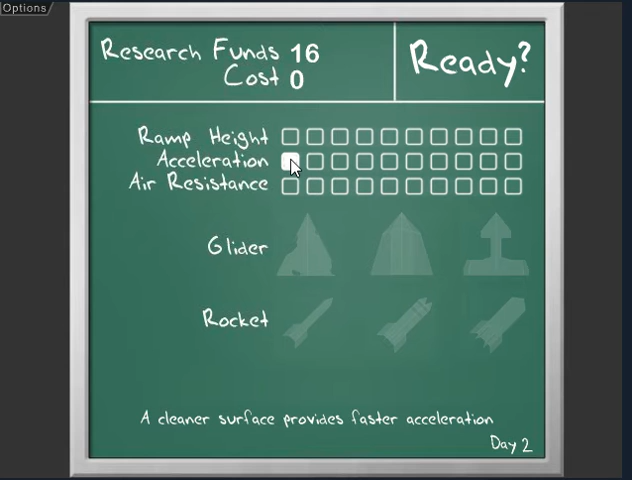 Options
Research Funds 16
Cost 0
Ready?
Ramp Height
Acceleration
Air Resistance
Glider
Rocket
A cleaner surface provides faster acceleration
Day 2